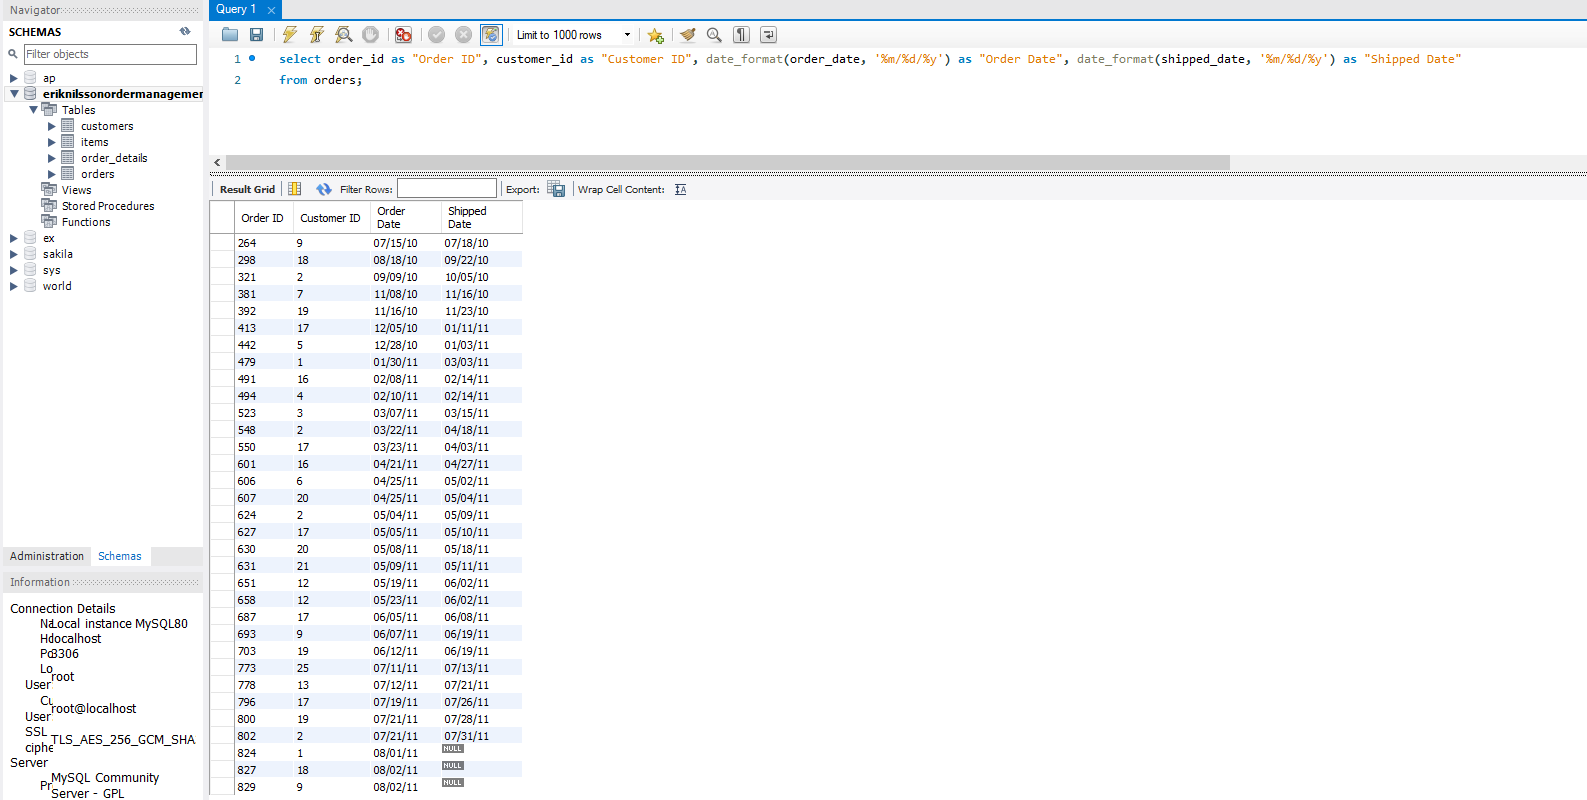 Navigator
SCHEMAS
Filter objects
ap
eriknilssonordermanagemer
Tables
customers
items
order_details
orders
Views
Stored Procedures
Functions
ex
sakila
sys
world
Administration Schemas
Information
Connection Details
Local instance MySQL80
localhost
3306
Lo
root
User
root@localhost
User
SSL
TLS_AES_256_GCM_SHA
ciphe
Server
Pr
MySQL Community
Server - GPL
Query 1
Limit to 1000 rows
1 select order_id as "Order ID", customer_id as "Customer ID", date_format(order_date, '%m/%d/%y') as "Order Date", date_format(shipped_date, '%m/%d/%y') as "Shipped Date"
2 from orders;
Result Grid Filter Rows: Export: Wrap Cell Content:
Order ID Customer ID Order Date Shipped Date
264 9 07/15/10 07/18/10
298 18 08/18/10 09/22/10
321 2 09/09/10 10/05/10
381 7 11/08/10 11/16/10
392 19 11/16/10 11/23/10
413 17 12/05/10 01/11/11
442 5 12/28/10 01/03/11
479 1 01/30/11 03/03/11
491 16 02/08/11 02/14/11
494 4 02/10/11 02/14/11
523 3 03/07/11 03/15/11
548 2 03/22/11 04/18/11
550 17 03/23/11 04/03/11
601 16 04/21/11 04/27/11
606 6 04/25/11 05/02/11
607 20 04/25/11 05/04/11
624 2 05/04/11 05/09/11
627 17 05/05/11 05/10/11
630 20 05/08/11 05/18/11
631 21 05/09/11 05/11/11
651 12 05/19/11 06/02/11
658 12 05/23/11 06/02/11
687 17 06/05/11 06/08/11
693 9 06/07/11 06/19/11
703 19 06/12/11 06/19/11
773 25 07/11/11 07/13/11
778 13 07/12/11 07/21/11
796 17 07/19/11 07/26/11
800 19 07/21/11 07/28/11
802 2 07/21/11 07/31/11
824 1 08/01/11 NULL
827 18 08/02/11 NULL
829 9 08/02/11 NULL